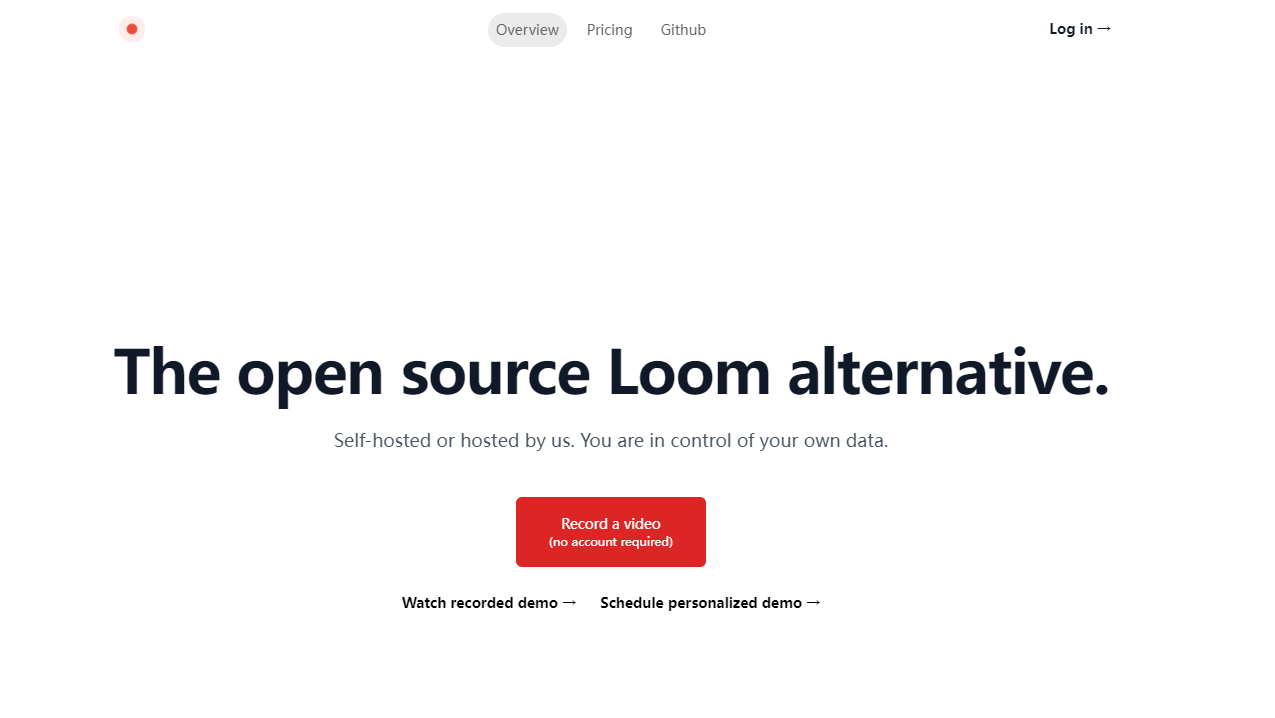 Overview Pricing Github Log in →
The open source Loom alternative.
Self-hosted or hosted by us. You are in control of your own data.
Record a video
(no account required)
Watch recorded demo → Schedule personalized demo →